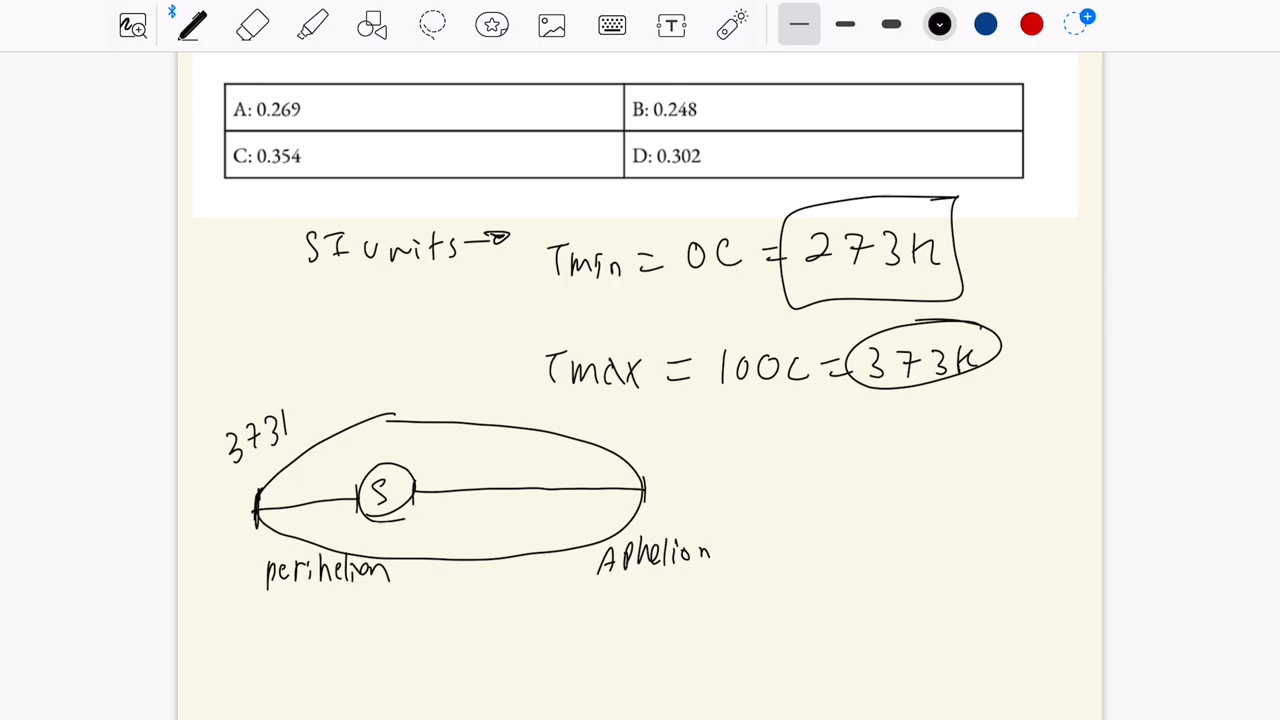 A: 0.269
B: 0.248
C: 0.354
D: 0.302
SI units → Tmin = 0C = 273K
Tmax = 100C = 373K
373
S
perihelion
Aphelion